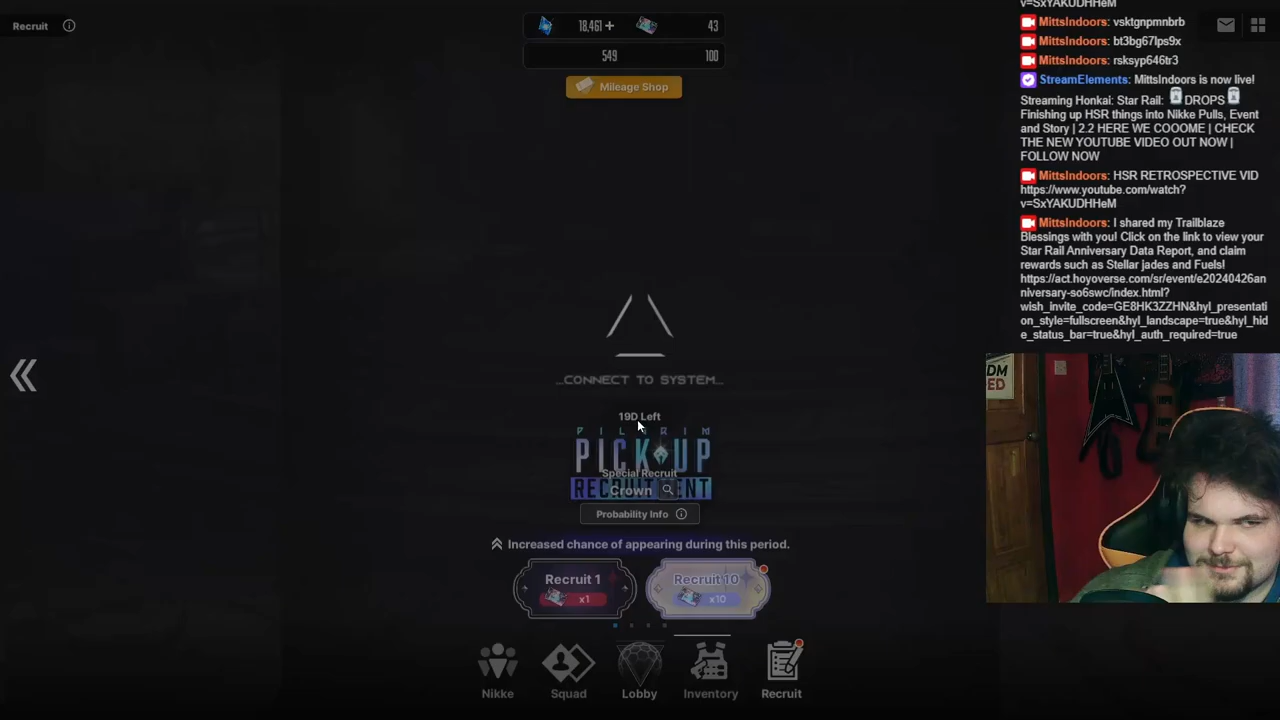 Recruit
18,461 +
43
549
100
Mileage Shop
...CONNECT TO SYSTEM...
19D Left
PILGRIM
PICK UP
RECRUITMENT
Special Recruit
Crown
Probability Info
Increased chance of appearing during this period.
Recruit 1
x1
Recruit 10
x10
Nikke
Squad
Lobby
Inventory
Recruit
v=SxYAKUDHHeM
MittsIndoors: vsktgnpmnbrb
MittsIndoors: bt3bg67lps9x
MittsIndoors: rsksyp646tr3
StreamElements: MittsIndoors is now live!
Streaming Honkai: Star Rail: DROPS
Finishing up HSR things into Nikke Pulls, Event
and Story | 2.2 HERE WE COOOME | CHECK
THE NEW YOUTUBE VIDEO OUT NOW |
FOLLOW NOW
MittsIndoors: HSR RETROSPECTIVE VID
https://www.youtube.com/watch?
v=SxYAKUDHHeM
MittsIndoors: I shared my Trailblaze
Blessings with you! Click on the link to view your
Star Rail Anniversary Data Report, and claim
rewards such as Stellar jades and Fuels!
https://act.hoyoverse.com/sr/event/e20240426an
niversary-so6swc/index.html?
wish_invite_code=GE8HK3ZZHN&hyl_presentati
on_style=fullscreen&hyl_landscape=true&hyl_hid
e_status_bar=true&hyl_auth_required=true